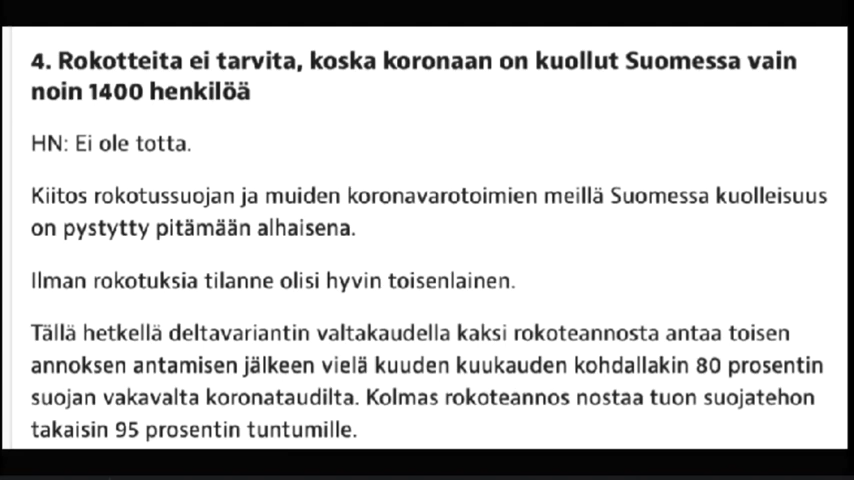 4. Rokotteita ei tarvita, koska koronaan on kuollut Suomessa vain
noin 1400 henkilöä
HN: Ei ole totta.
Kiitos rokotussuojan ja muiden koronavarotoimien meillä Suomessa kuolleisuus
on pystytty pitämään alhaisena.
Ilman rokotuksia tilanne olisi hyvin toisenlainen.
Tällä hetkellä deltavariantin valtakaudella kaksi rokoteannosta antaa toisen
annoksen antamisen jälkeen vielä kuuden kuukauden kohdallakin 80 prosentin
suojan vakavalta koronataudilta. Kolmas rokoteannos nostaa tuon suojatehon
takaisin 95 prosentin tuntumille.